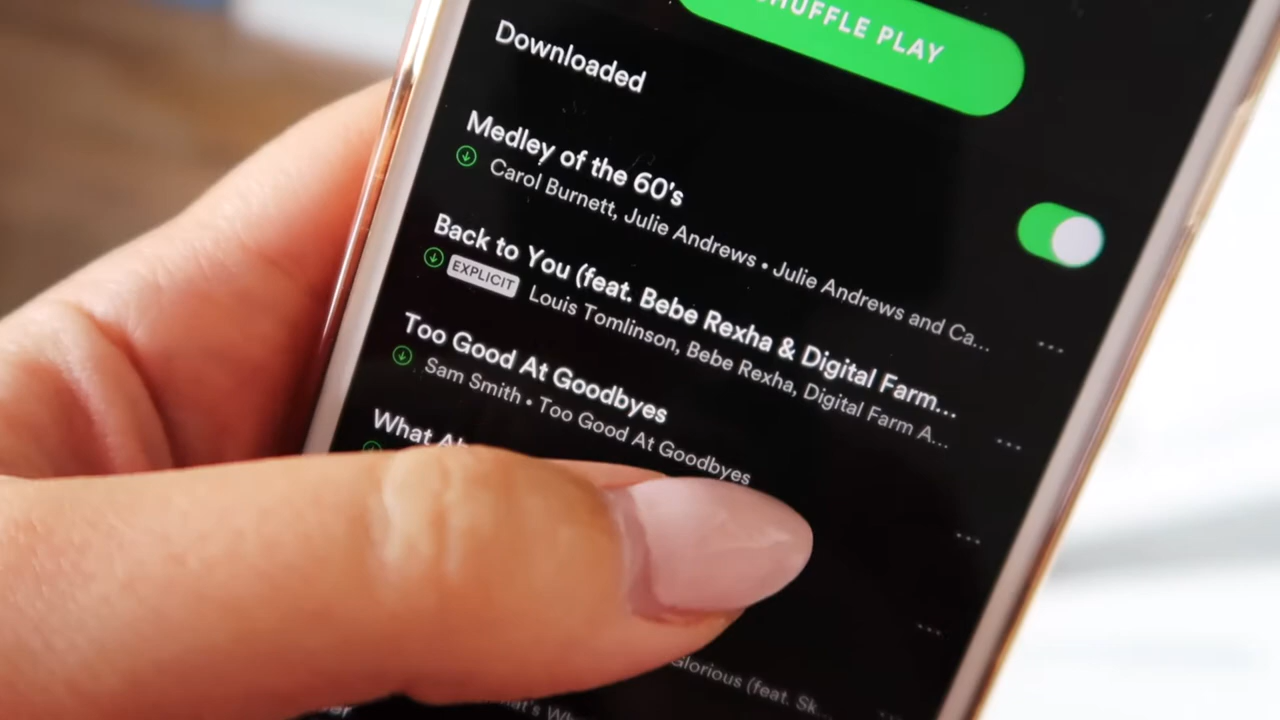 SHUFFLE PLAY
Downloaded
Medley of the 60's
Carol Burnett, Julie Andrews • Julie Andrews and Ca...
Back to You (feat. Bebe Rexha & Digital Farm...
EXPLICIT Louis Tomlinson, Bebe Rexha, Digital Farm A...
Too Good At Goodbyes
Sam Smith • Too Good At Goodbyes
What
Glorious (feat. Sk...